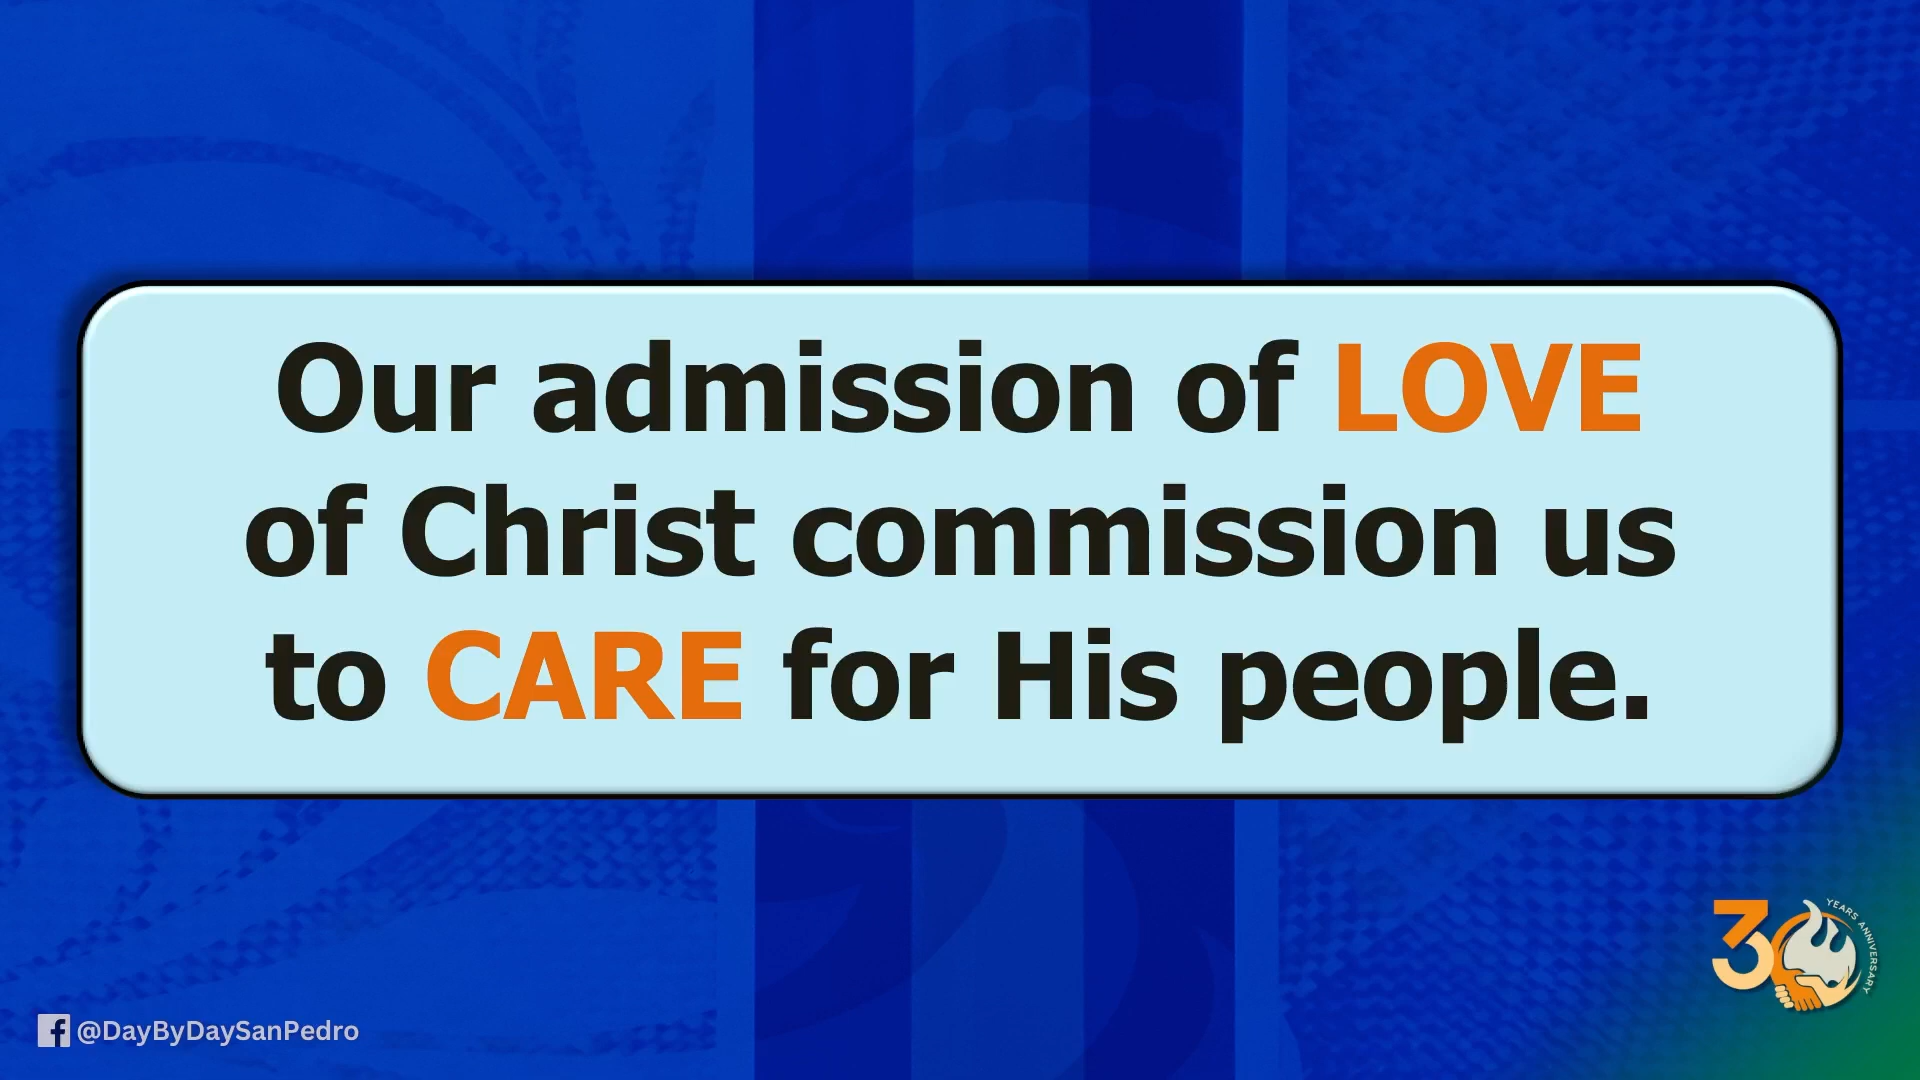 Our admission of LOVE
of Christ commission us
to CARE for His people.
30 YEARS ANNIVERSARY
@DayByDaySanPedro